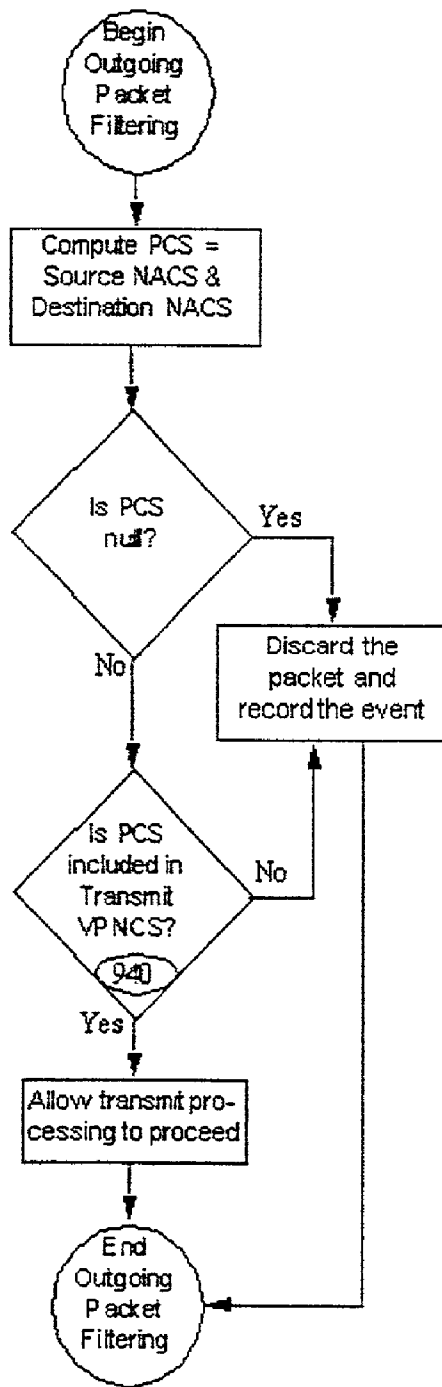 Begin
Outgoing
Packet
Filtering
Compute PCS =
Source NACS &
Destination NACS
Is PCS
null?
Yes
No
Discard the
packet and
record the event
Is PCS
included in
Transmit
VPNCS?
940
No
Yes
Allow transmit pro-
cessing to proceed
End
Outgoing
Packet
Filtering